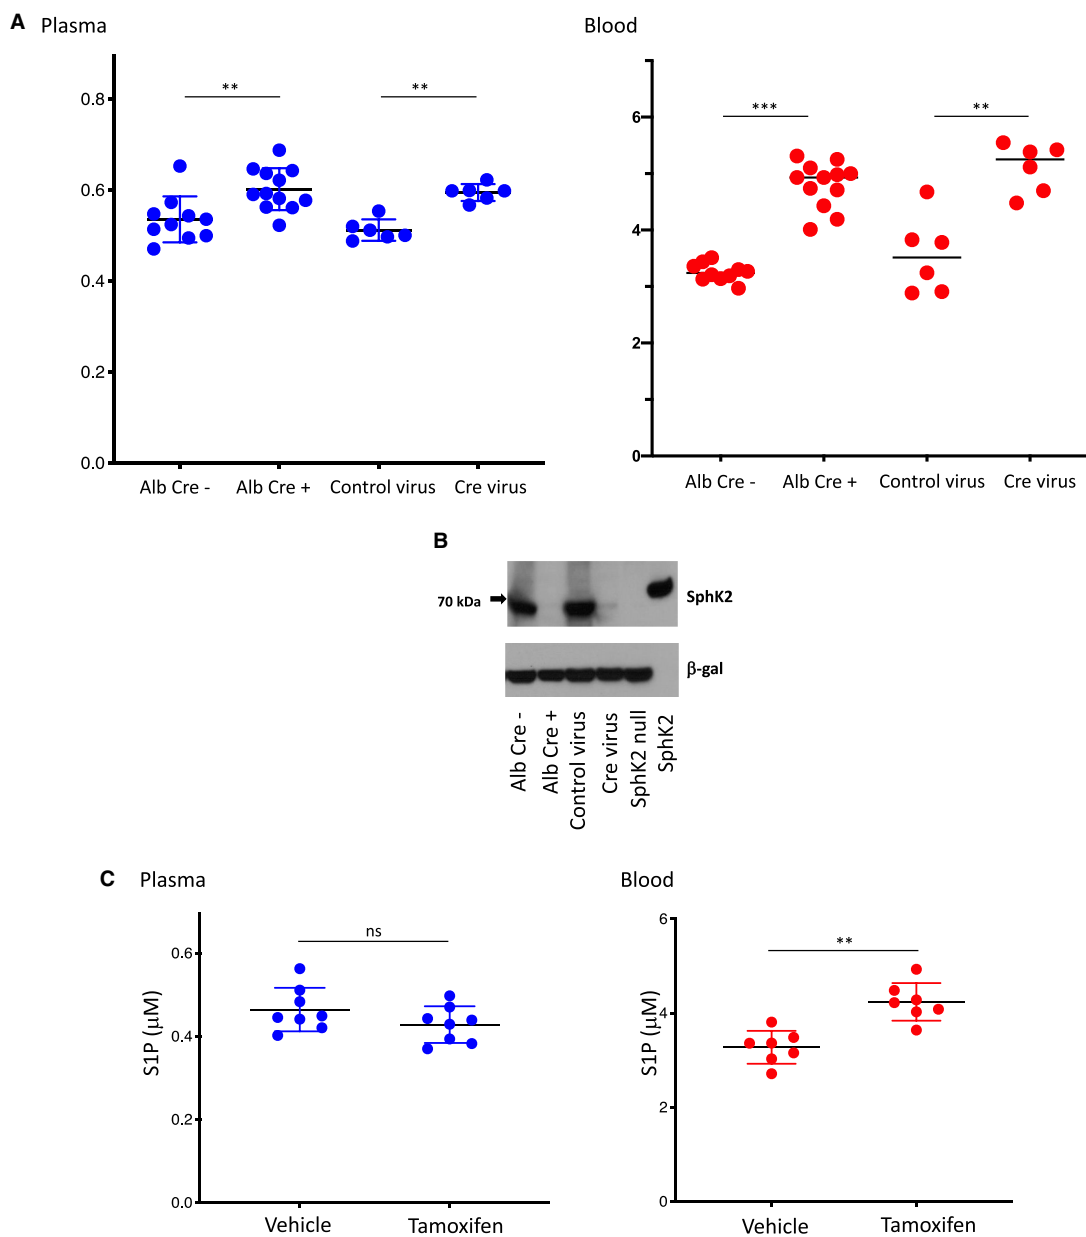 A Plasma
Blood
**
**
***
**
0.8
0.6
0.4
0.2
0.0
6
4
2
0
Alb Cre - Alb Cre + Control virus Cre virus
Alb Cre - Alb Cre + Control virus Cre virus
B
70 kDa
SphK2
β-gal
Alb Cre -
Alb Cre +
Control virus
Cre virus
SphK2 null
SphK2
C Plasma
Blood
ns
**
S1P (μM)
0.6
0.4
0.2
0.0
S1P (μM)
6
4
2
0
Vehicle Tamoxifen
Vehicle Tamoxifen